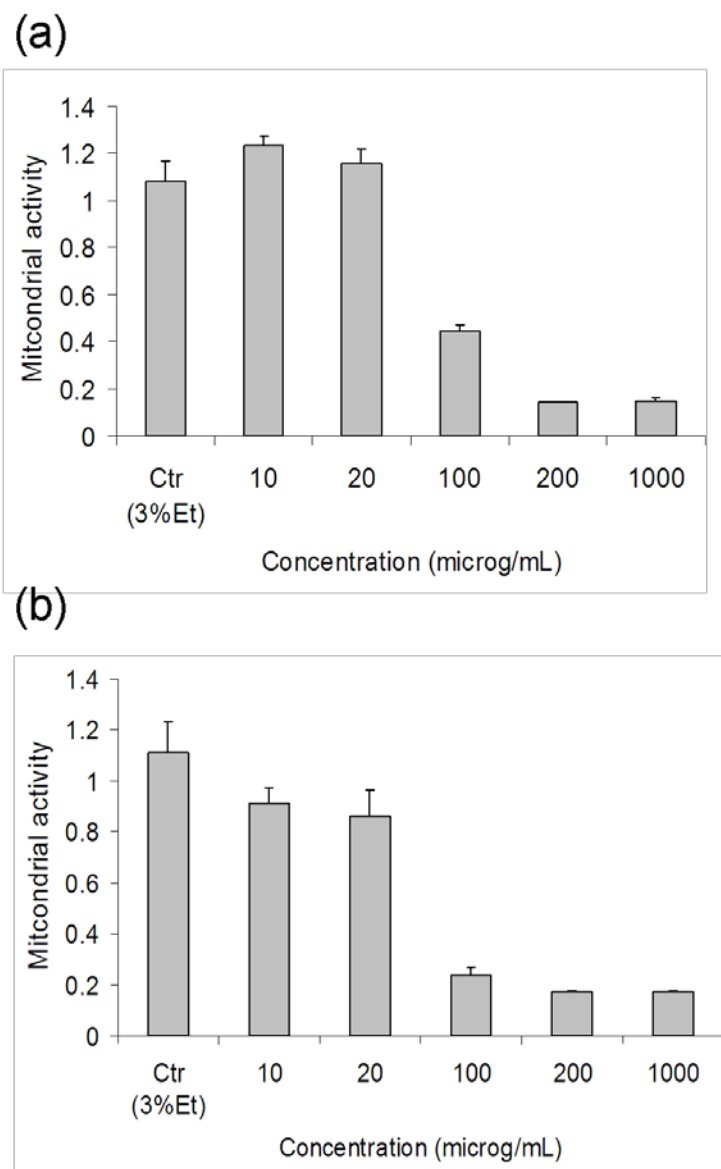 (a)
1.4
1.2
1
0.8
0.6
0.4
0.2
0
Mitcondrial activity
Ctr 10 20 100 200 1000
(3%Et)
Concentration (microg/mL)
(b)
1.4
1.2
1
0.8
0.6
0.4
0.2
0
Mitcondrial activity
Ctr 10 20 100 200 1000
(3%Et)
Concentration (microg/mL)